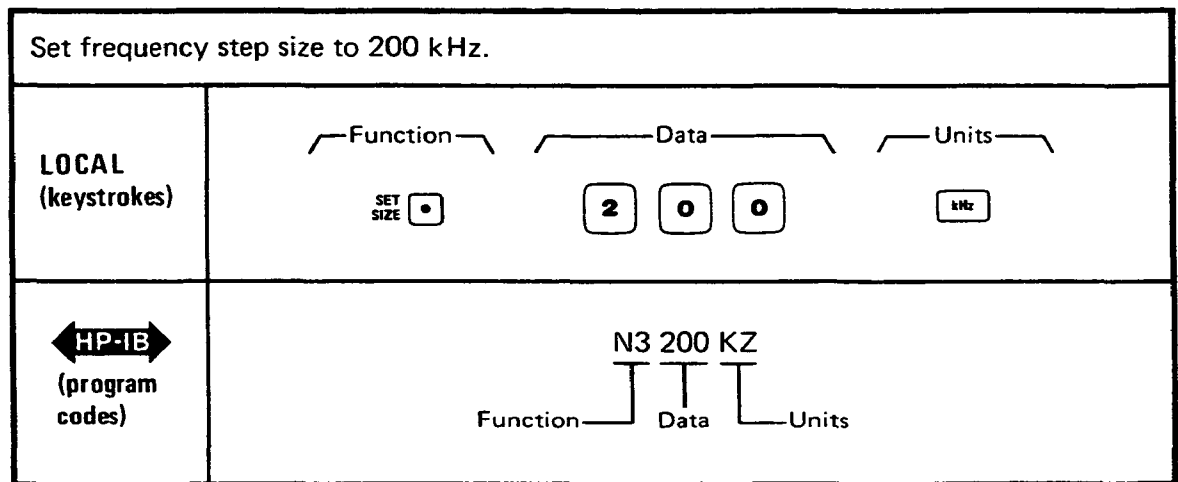 Set frequency step size to 200 kHz.
LOCAL
(keystrokes)
Function
Data
Units
SET
SIZE
2 0 0
kHz
HP-IB
(program
codes)
N3 200 KZ
Function
Data
Units